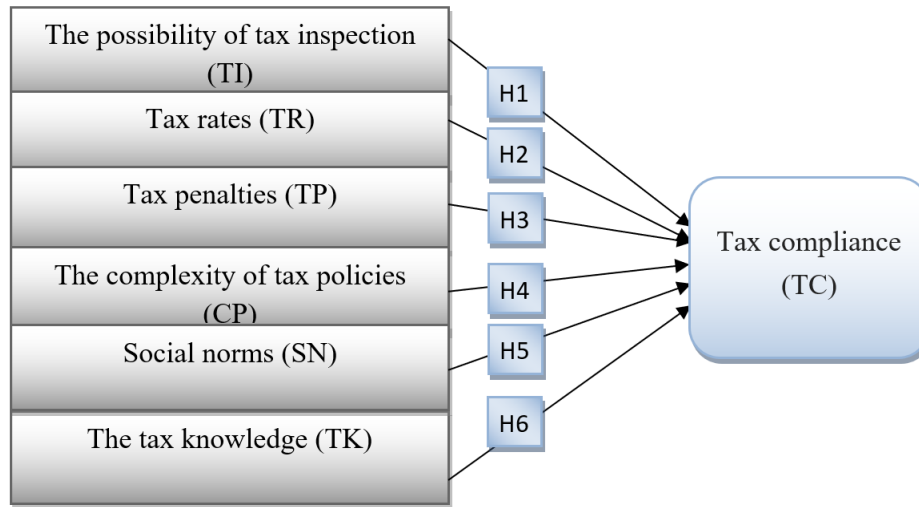 The possibility of tax inspection
(TI)
Tax rates (TR)
Tax penalties (TP)
The complexity of tax policies
(CP)
Social norms (SN)
The tax knowledge (TK)
H1
H2
H3
H4
H5
H6
Tax compliance
(TC)